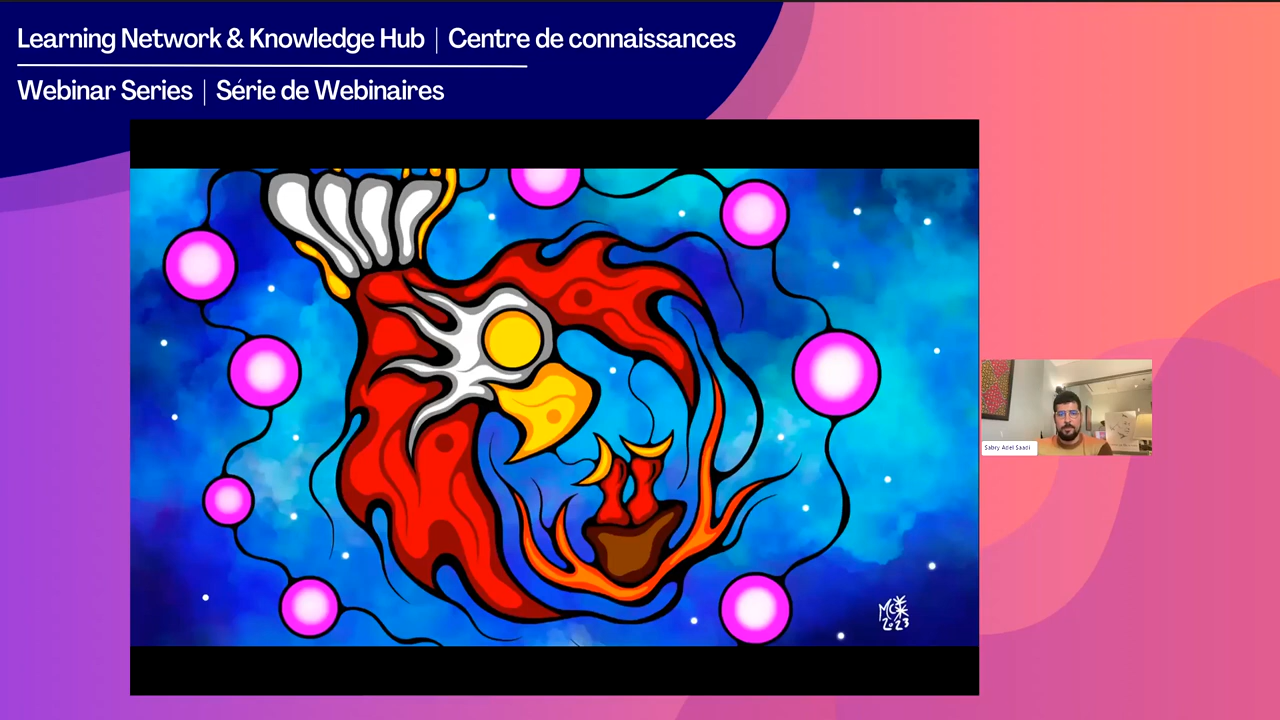 Learning Network & Knowledge Hub | Centre de connaissances
Webinar Series | Série de Webinaires
Sabry Adel Saadi
MC
2023